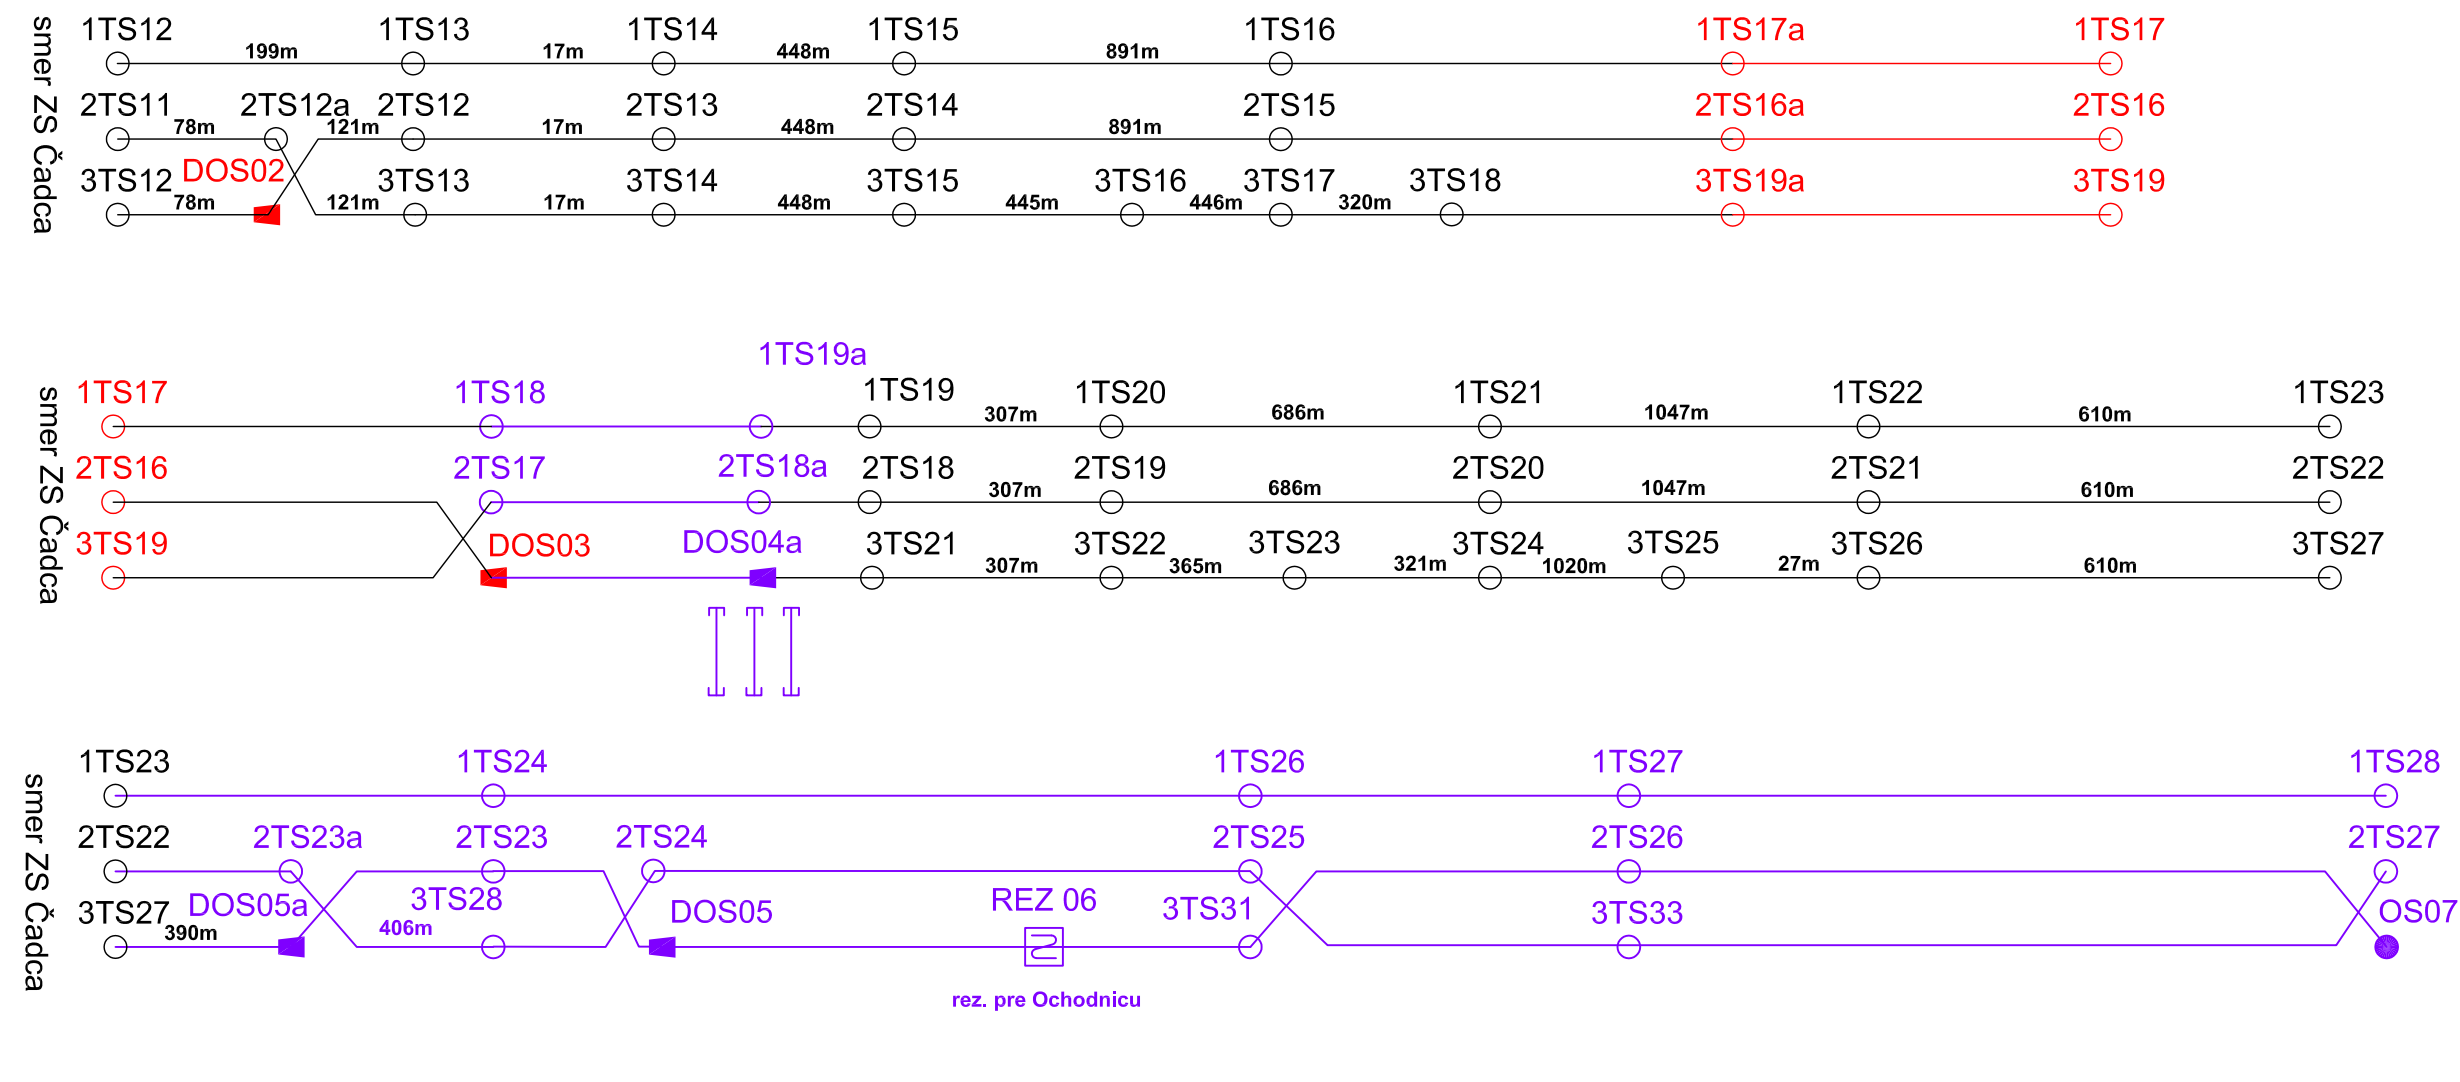 smer ZS Čadca
1TS12 1TS13 1TS14 1TS15 1TS16 1TS17a 1TS17
199m 17m 448m 891m
2TS11 2TS12a 2TS12 2TS13 2TS14 2TS15 2TS16a 2TS16
78m 121m 17m 448m 891m
DOS02
3TS12 3TS13 3TS14 3TS15 3TS16 3TS17 3TS18 3TS19a 3TS19
78m 121m 17m 448m 445m 446m 320m
smer ZS Čadca
1TS19a
1TS17 1TS18 1TS19 1TS20 1TS21 1TS22 1TS23
307m 686m 1047m 610m
2TS16 2TS17 2TS18a 2TS18 2TS19 2TS20 2TS21 2TS22
307m 686m 1047m 610m
3TS19 DOS03 DOS04a 3TS21 3TS22 3TS23 3TS24 3TS25 3TS26 3TS27
307m 365m 321m 1020m 27m 610m
smer ZS Čadca
1TS23 1TS24 1TS26 1TS27 1TS28
2TS22 2TS23a 2TS23 2TS24 2TS25 2TS26 2TS27
3TS27 DOS05a 3TS28 DOS05 REZ 06 3TS31 3TS33 OS07
390m 406m
rez. pre Ochodnicu